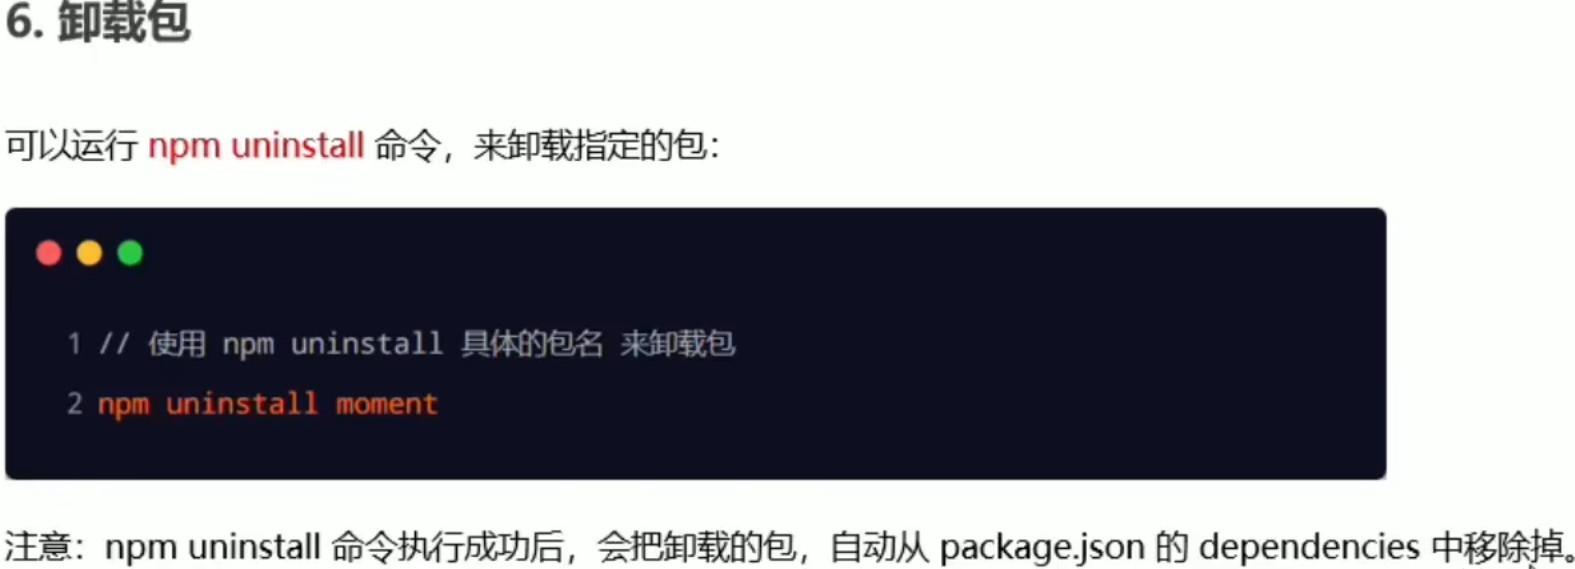 6. 卸载包
可以运行 npm uninstall 命令，来卸载指定的包：
1 // 使用 npm uninstall 具体的包名 来卸载包
2 npm uninstall moment
注意：npm uninstall 命令执行成功后，会把卸载的包，自动从 package.json 的 dependencies 中移除掉。